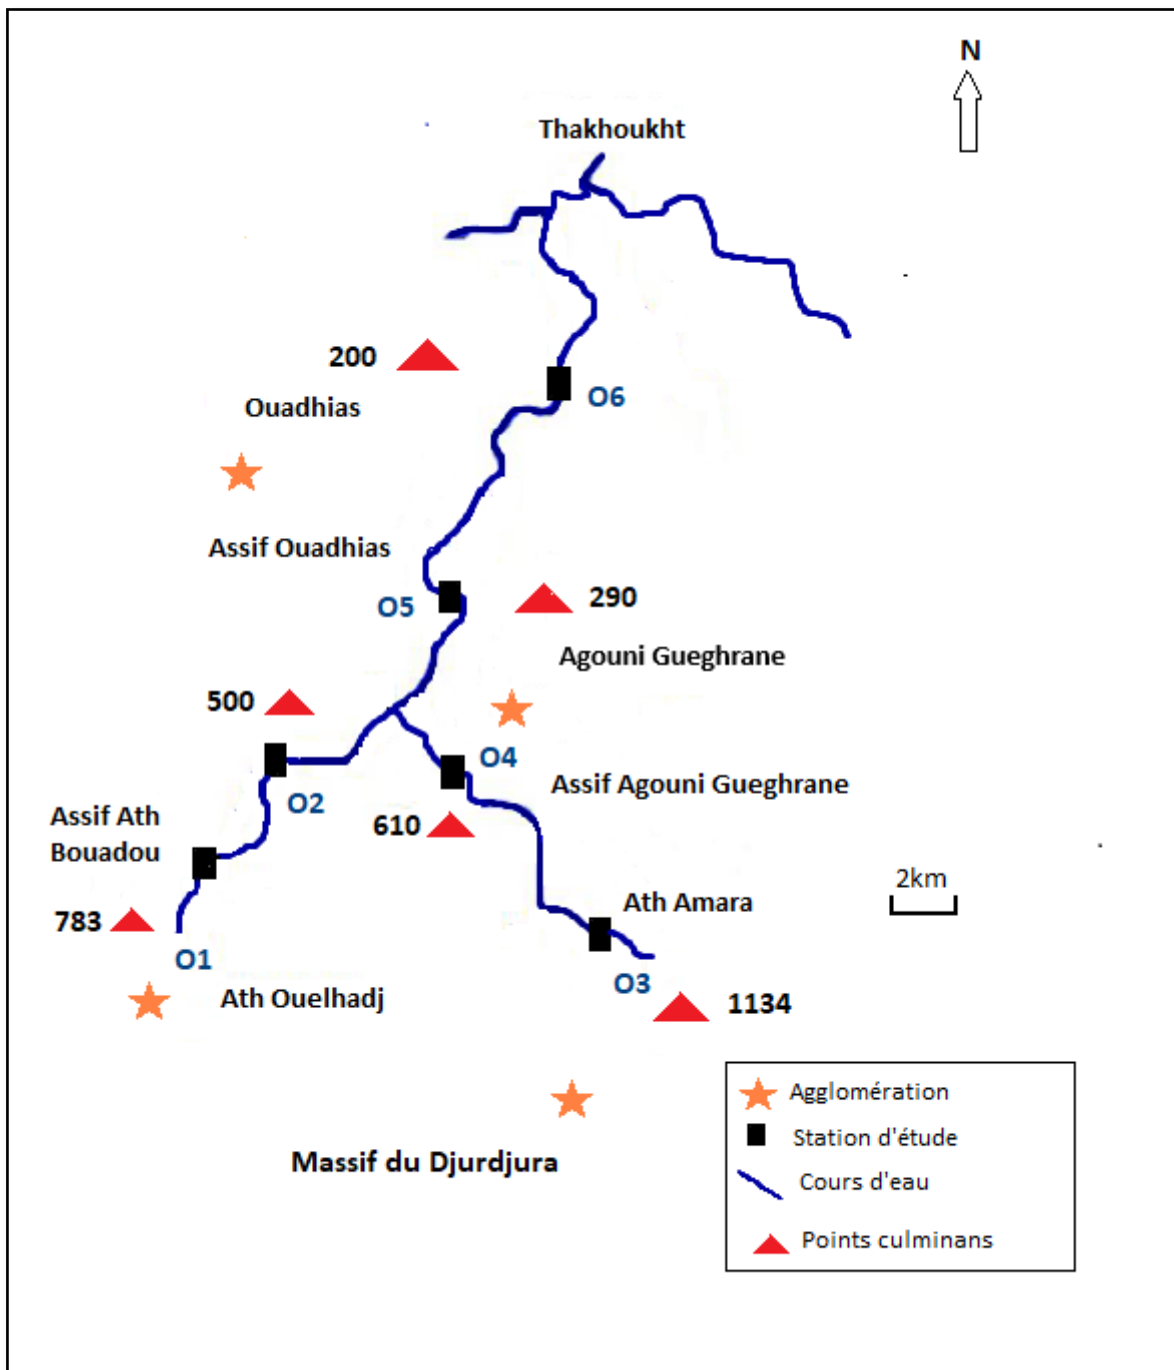 N
Thakhoukht
200
O6
Ouadhias
Assif Ouadhias
O5
290
Agouni Gueghrane
500
O4
O2
Assif Agouni Gueghrane
610
Assif Ath
Bouadou
2km
783
Ath Amara
O1
O3
Ath Ouelhadj
1134
Agglomération
Station d'étude
Massif du Djurdjura
Cours d'eau
Points culminans